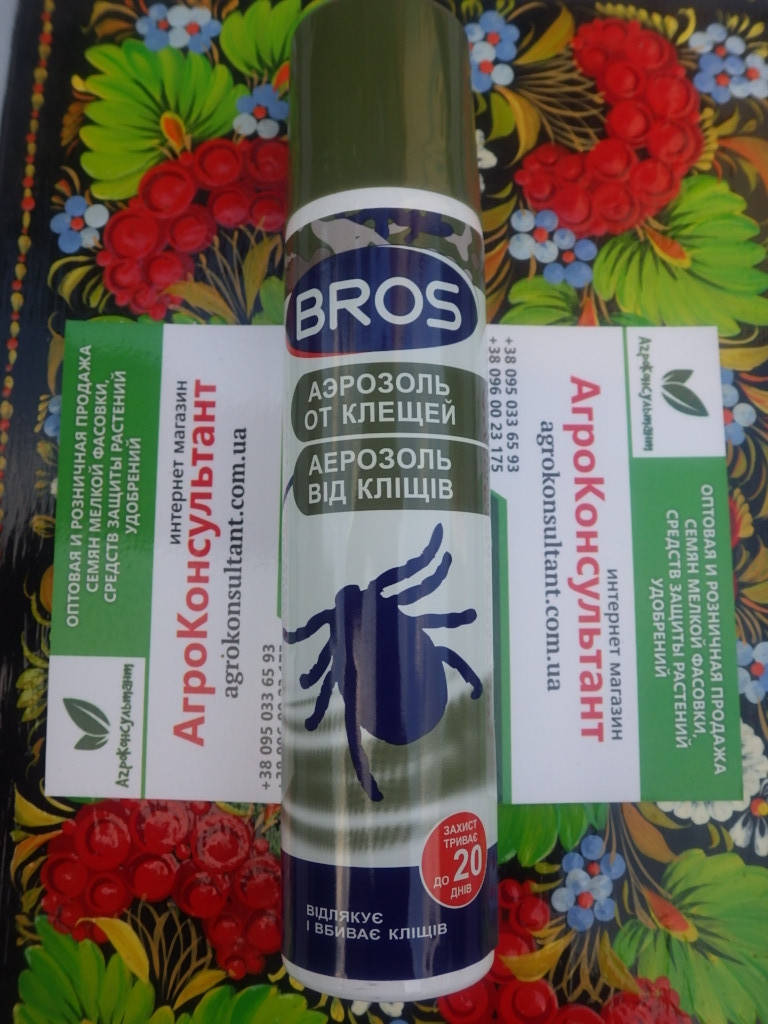 BROS
АЭРОЗОЛЬ
ОТ КЛЕЩЕЙ
АЕРОЗОЛЬ
ВІД КЛІЩІВ
ЗАХИСТ
ТРИВАЄ
ДО 20
ДНІВ
ВІДЛЯКУЄ
І ВБИВАЄ КЛІЩІВ
ОПТОВАЯ И РОЗНИЧНАЯ ПРОДАЖА
СЕМЯН МЕЛКОЙ ФАСОВКИ,
СРЕДСТВ ЗАЩИТЫ РАСТЕНИЙ
УДОБРЕНИЙ
АгроКонсультант
интернет магазин
АгроКонсультант
agrokonsultant.com.ua
+38 095 033 65 93
АгроКонсультант
ОПТОВАЯ И РОЗНИЧНАЯ ПРОДАЖА
СЕМЯН МЕЛКОЙ ФАСОВКИ,
СРЕДСТВ ЗАЩИТЫ РАСТЕНИЙ
УДОБРЕНИЙ
интернет магазин
АгроКонсультант
agrokonsultant.com.ua
+38 095 033 65 93
+38 096 00 23 175